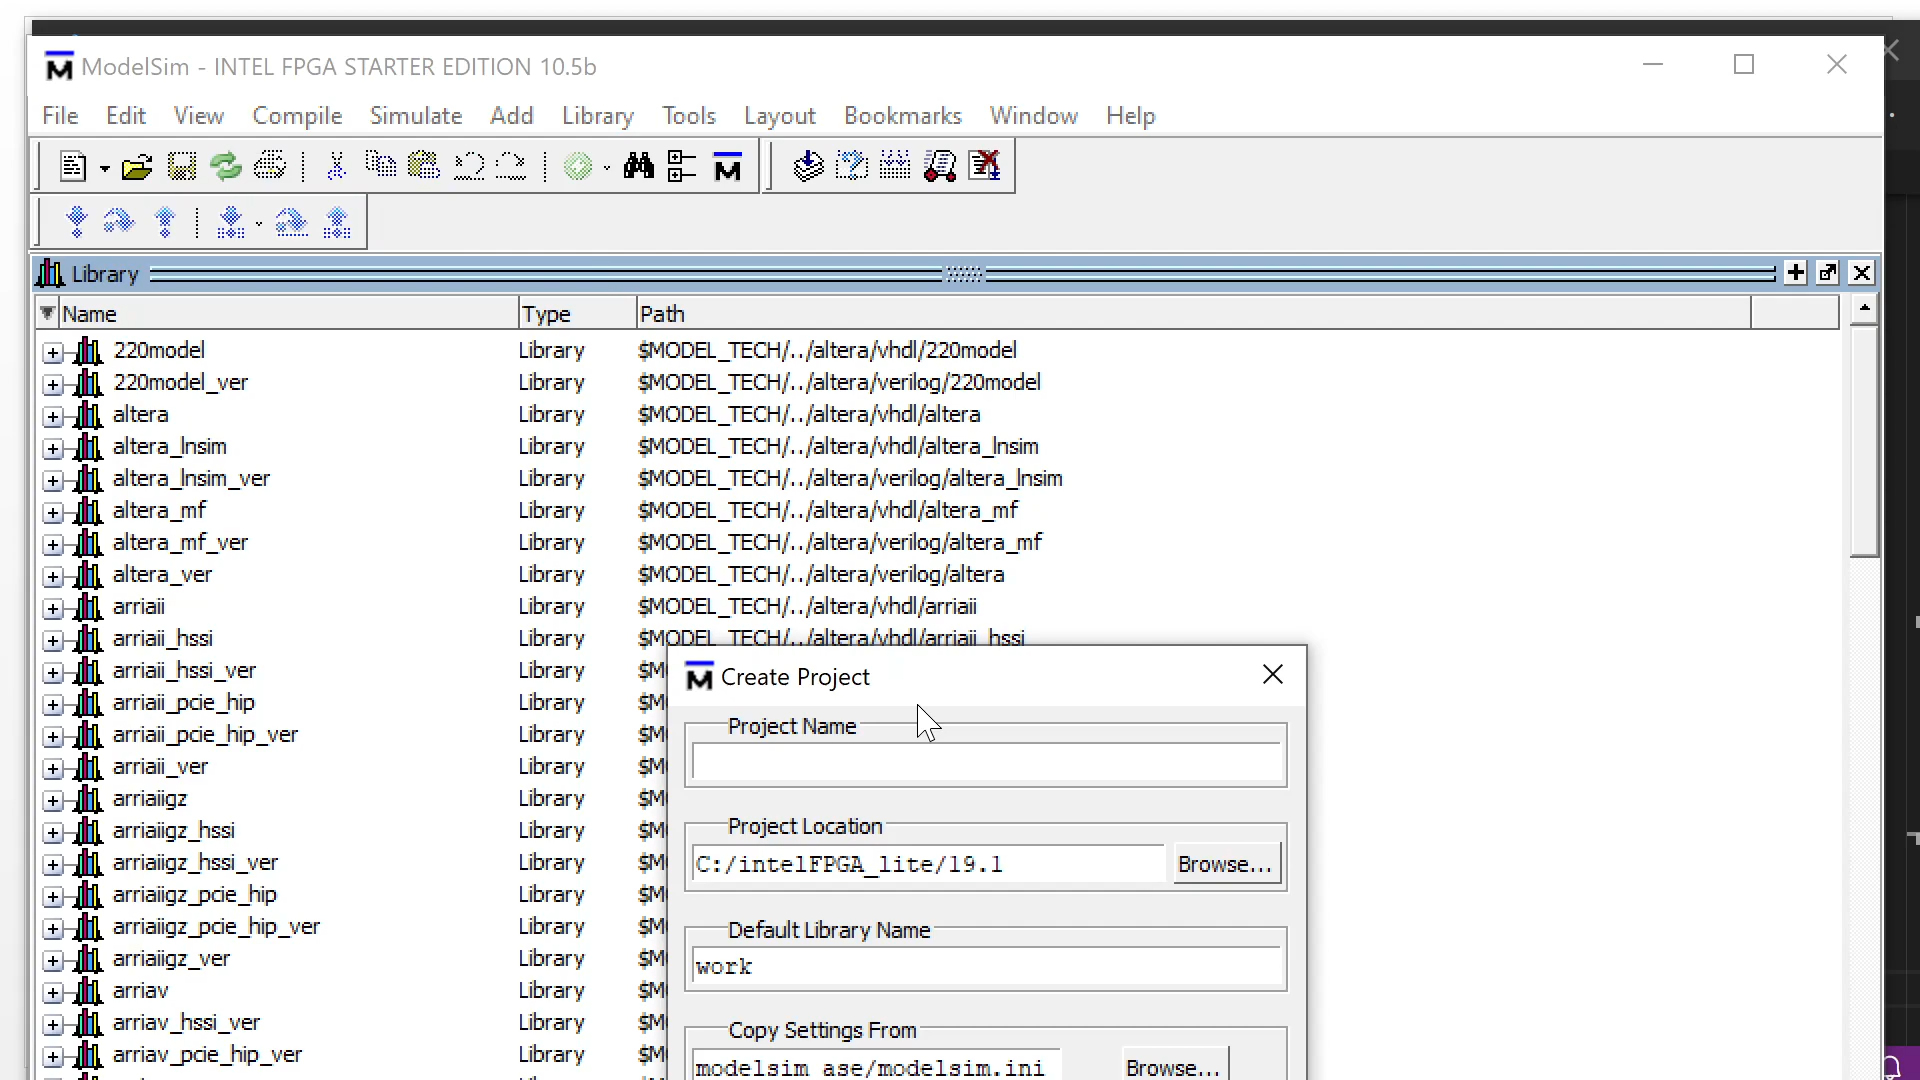 ModelSim - INTEL FPGA STARTER EDITION 10.5b
File Edit View Compile Simulate Add Library Tools Layout Bookmarks Window Help
Library
Name Type Path
220model Library $MODEL_TECH/../altera/vhdl/220model
220model_ver Library $MODEL_TECH/../altera/verilog/220model
altera Library $MODEL_TECH/../altera/vhdl/altera
altera_lnsim Library $MODEL_TECH/../altera/vhdl/altera_lnsim
altera_lnsim_ver Library $MODEL_TECH/../altera/verilog/altera_lnsim
altera_mf Library $MODEL_TECH/../altera/vhdl/altera_mf
altera_mf_ver Library $MODEL_TECH/../altera/verilog/altera_mf
altera_ver Library $MODEL_TECH/../altera/verilog/altera
arriaii Library $MODEL_TECH/../altera/vhdl/arriaii
arriaii_hssi Library $MODEL_TECH/../altera/vhdl/arriaii_hssi
arriaii_hssi_ver Library
arriaii_pcie_hip Library
arriaii_pcie_hip_ver Library
arriaii_ver Library
arriaiigz Library
arriaiigz_hssi Library
arriaiigz_hssi_ver Library
arriaiigz_pcie_hip Library
arriaiigz_pcie_hip_ver Library
arriaiigz_ver Library
arriav Library
arriav_hssi_ver Library
arriav_pcie_hip_ver Library
Create Project
Project Name
Project Location
C:/intelFPGA_lite/19.1 Browse...
Default Library Name
work
Copy Settings From
modelsim_ase/modelsim.ini Browse...